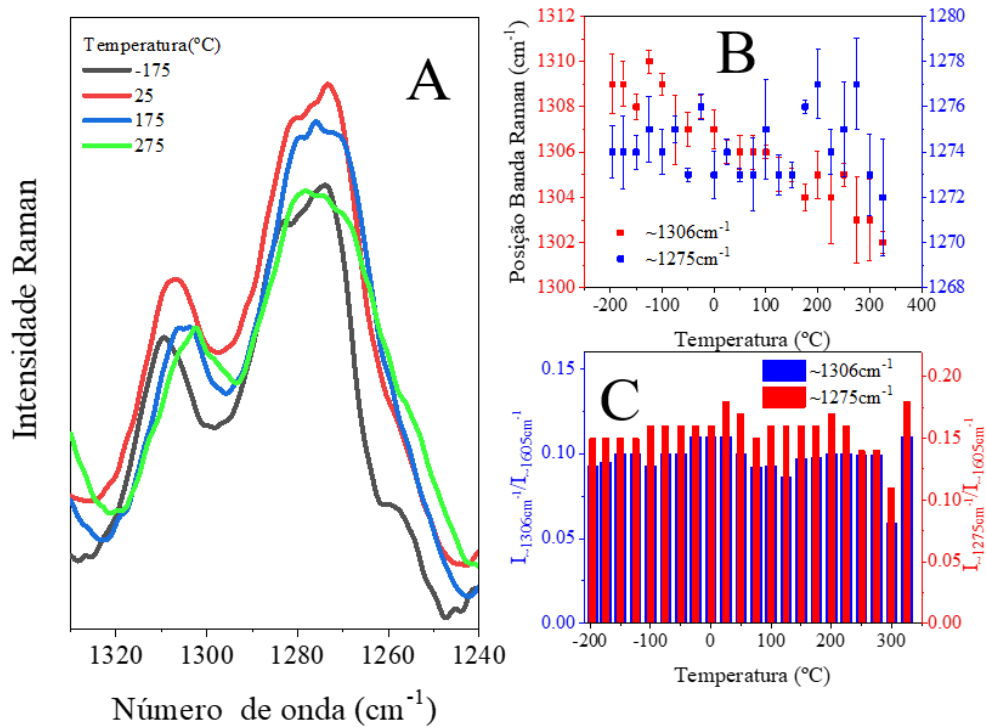 A
Temperatura(ºC)
-175
25
175
275
Intensidade Raman
1320 1300 1280 1260 1240
Número de onda (cm-1)
B
Posição Banda Raman (cm-1)
1312
1310
1308
1306
1304
1302
1300
1280
1278
1276
1274
1272
1270
1268
~1306cm-1
~1275cm-1
-200 -100 0 100 200 300 400
Temperatura (ºC)
C
I~1306cm-1/I~1605cm-1
0.15
0.10
0.05
0.00
~1306cm-1
~1275cm-1
0.20
0.15
0.10
0.05
0.00
I~1275cm-1/I~1605cm-1
-200 -100 0 100 200 300
Temperatura (ºC)